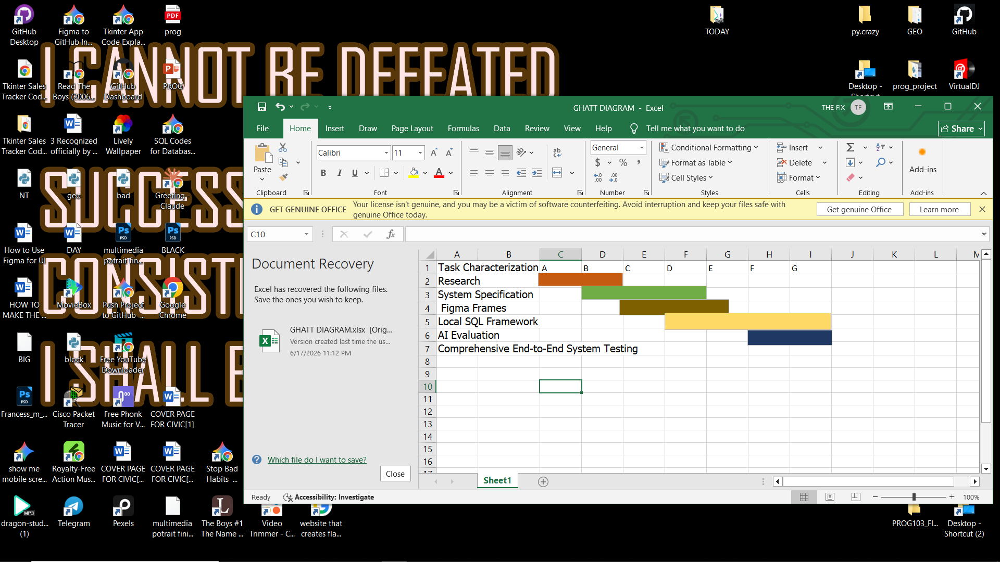 GitHub
Desktop
Figma to
GitHub In...
Tkinter App
Code Expla...
PDF
prog
TODAY
py.crazy
GEO
GitHub
I CANNOT BE DEFEATED
Tkinter Sales
Tracker Cod...
Read The
Boys (2006...
GitHub
Dashboard
PROG
Desktop -
Shortcut
prog_project
VirtualDJ
Tkinter Sales
Tracker Cod...
3 Recognized
officially by ...
Lively
Wallpaper
SQL Codes
for Databas...
SUCCESS
NT
geo
bad
Greeting -
Claude
How to Use
Figma for UI
DAY
Ps
PSD
multimedia
potrait fin...
Ps
PSD
BLACK
CONSIST
HOW TO
MAKE THE ...
MovieBox
Push Project
to GitHub ...
Google
Chrome
BIG
block
Free YouTube
Downloader
I SHALL
Ps
PSD
Francess_m_...
Cisco Packet
Tracer
Free Phonk
Music for V...
COVER PAGE
FOR CIVIC[1]
show me
mobile scre...
Royalty-Free
Action Mus...
COVER PAGE
FOR CIVIC[...
COVER PAGE
FOR CIVIC[...
Stop Bad
Habits ...
MP3
dragon-stud...
(1)
Telegram
Pexels
multimedia
potrait fini...
The Boys #1
The Name ...
Video
Trimmer - C...
website that
creates fla...
PROG103_FI...
Desktop -
Shortcut (2)
GHATT DIAGRAM - Excel
THE FIX
TF
File
Home
Insert
Draw
Page Layout
Formulas
Data
Review
View
Help
Tell me what you want to do
Share
Paste
Clipboard
Calibri
11
B I U
Font
ab
Alignment
General
$ % ,
Number
Conditional Formatting
Format as Table
Cell Styles
Styles
Insert
Delete
Format
Cells
Editing
Add-ins
Add-ins
GET GENUINE OFFICE
Your license isn't genuine, and you may be a victim of software counterfeiting. Avoid interruption and keep your files safe with
genuine Office today.
Get genuine Office
Learn more
C10
fx
Document Recovery
Excel has recovered the following files.
Save the ones you wish to keep.
GHATT DIAGRAM.xlsx [Orig...
Version created last time the us...
6/17/2026 11:12 PM
Which file do I want to save?
Close
A B C D E F G H I J K L M
1 Task Characterization A B C D E F G
2 Research
3 System Specification
4 Figma Frames
5 Local SQL Framework
6 AI Evaluation
7 Comprehensive End-to-End System Testing
8
9
10
11
12
13
14
15
16
17
Sheet1
Ready
Accessibility: Investigate
100%